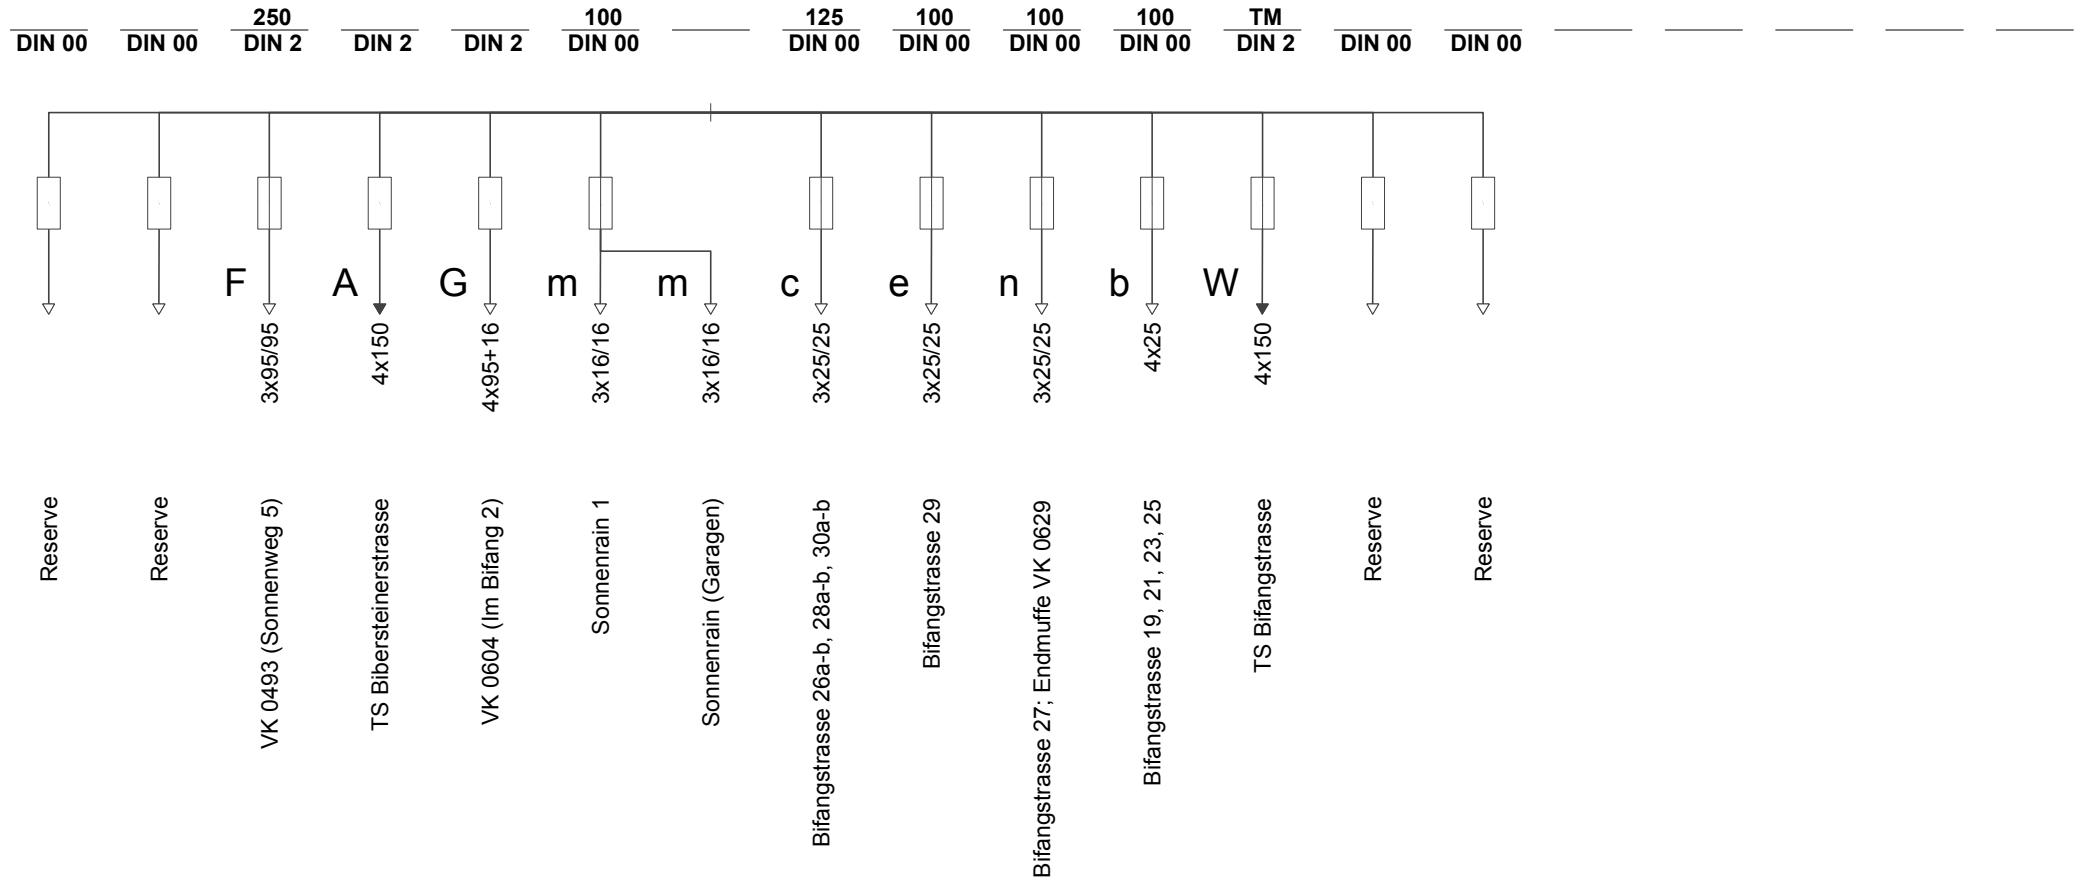 250 100 125 100 100 100 TM
DIN 00 DIN 00 DIN 2 DIN 2 DIN 2 DIN 00 DIN 00 DIN 00 DIN 00 DIN 00 DIN 2 DIN 00 DIN 00
F A G m m c e n b W
3x95/95
4x150
4x95+16
3x16/16
3x16/16
3x25/25
3x25/25
3x25/25
4x25
4x150
Reserve
Reserve
VK 0493 (Sonnenweg 5)
TS Bibersteinerstrasse
VK 0604 (Im Bifang 2)
Sonnenrain 1
Sonnenrain (Garagen)
Bifangstrasse 26a-b, 28a-b, 30a-b
Bifangstrasse 29
Bifangstrasse 27; Endmuffe VK 0629
Bifangstrasse 19, 21, 23, 25
TS Bifangstrasse
Reserve
Reserve